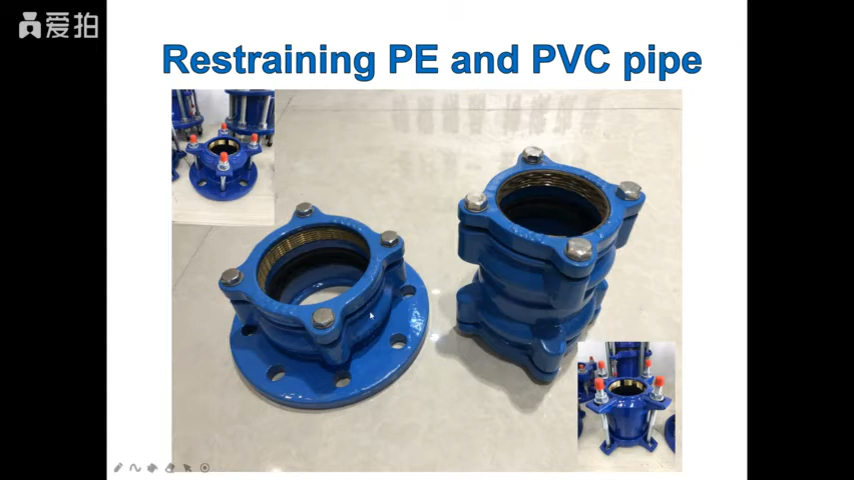 爱拍
Restraining PE and PVC pipe